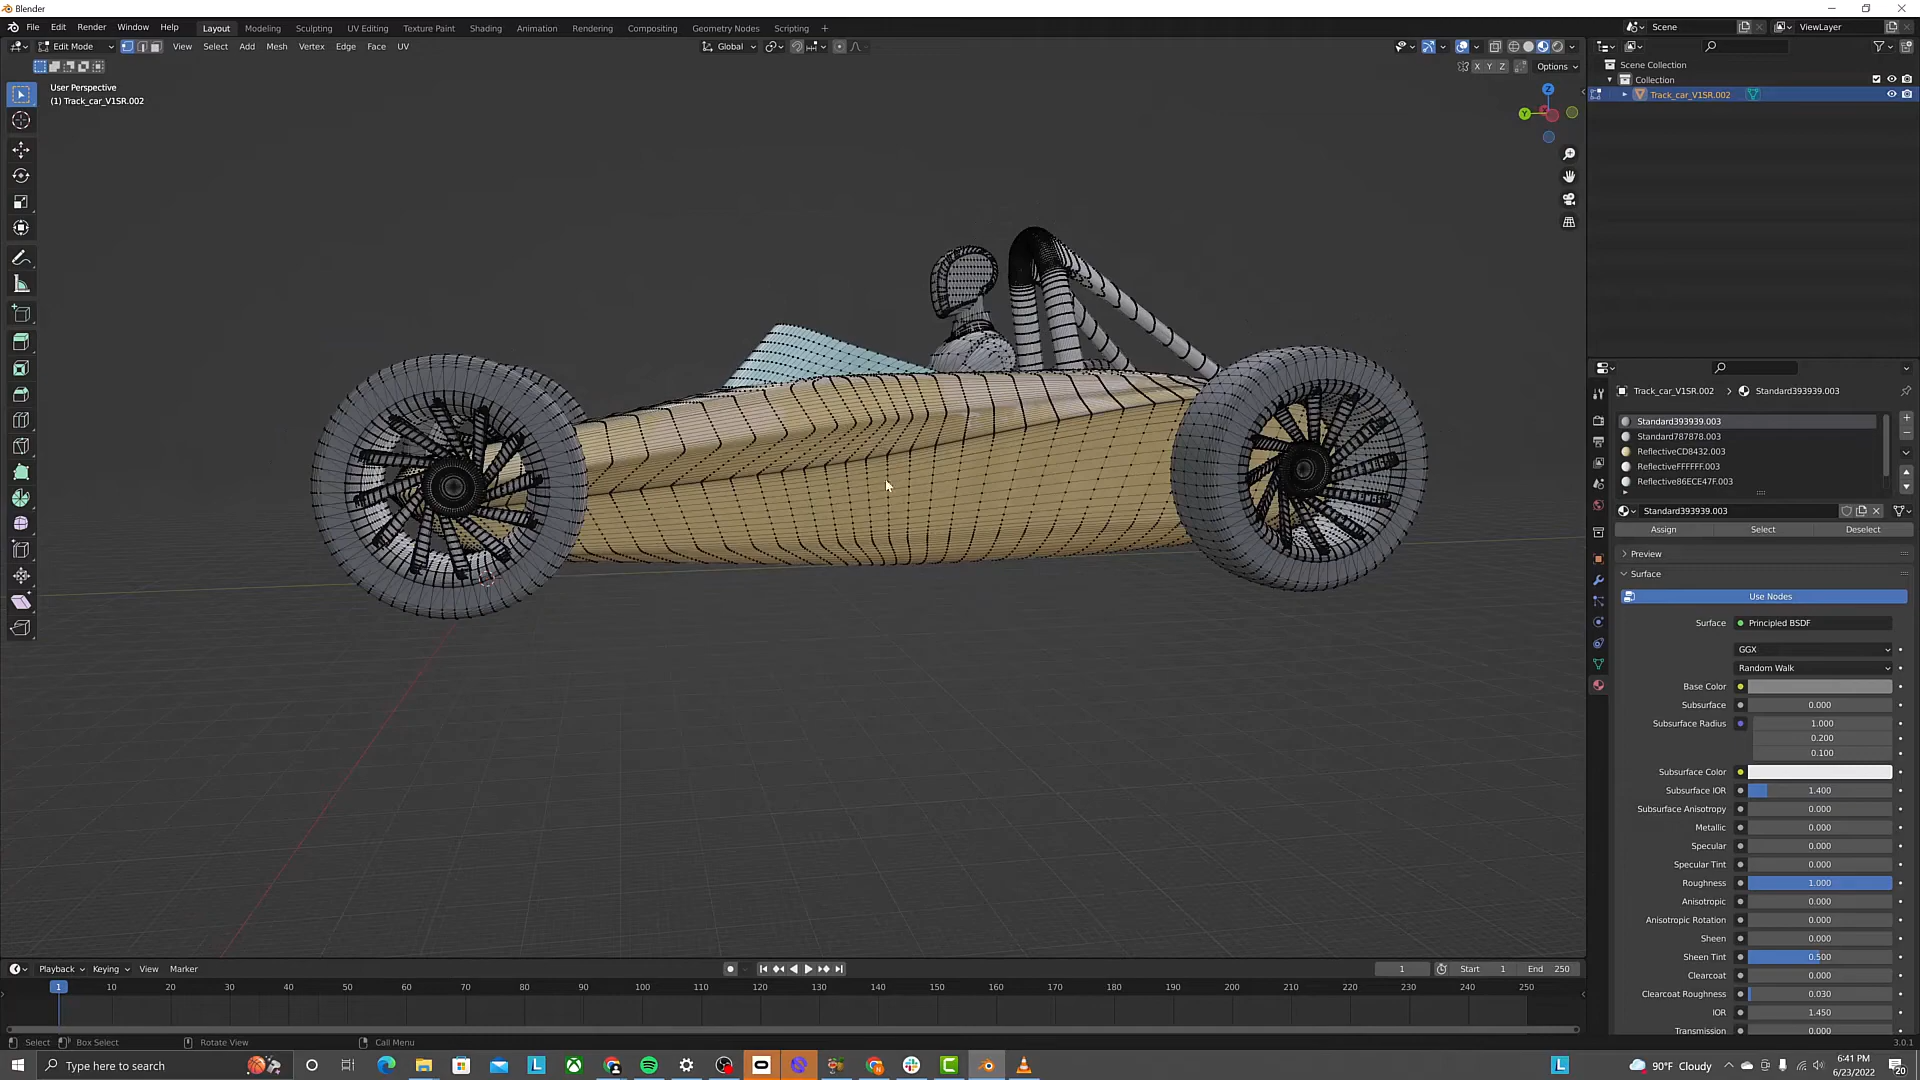 Blender
File Edit Render Window Help Layout Modeling Sculpting UV Editing Texture Paint Shading Animation Rendering Compositing Geometry Nodes Scripting + Scene ViewLayer
Edit Mode View Select Add Mesh Vertex Edge Face UV Global
X Y Z Options
User Perspective
(1) Track_car_V1SR.002
Z
Y
Scene Collection
Collection
Track_car_V1SR.002
Track_car_V1SR.002 > Standard393939.003
Standard393939.003
Standard787878.003
ReflectiveCD8432.003
ReflectiveFFFFFF.003
Reflective86ECE47F.003
Standard393939.003
Assign Select Deselect
Preview
Surface
Use Nodes
Surface Principled BSDF
GGX
Random Walk
Base Color
Subsurface 0.000
Subsurface Radius 1.000
0.200
0.100
Subsurface Color
Subsurface IOR 1.400
Subsurface Anisotropy 0.000
Metallic 0.000
Specular 0.000
Specular Tint 0.000
Roughness 1.000
Anisotropic 0.000
Anisotropic Rotation 0.000
Sheen 0.000
Sheen Tint 0.500
Clearcoat 0.000
Clearcoat Roughness 0.030
IOR 1.450
Transmission 0.000
Playback Keying View Marker 1 Start 1 End 250
1 10 20 30 40 50 60 70 80 90 100 110 120 130 140 150 160 170 180 190 200 210 220 230 240 250
Select Box Select Rotate View Call Menu 3.0.1
Type here to search 90°F Cloudy 6:41 PM
6/23/2022 20